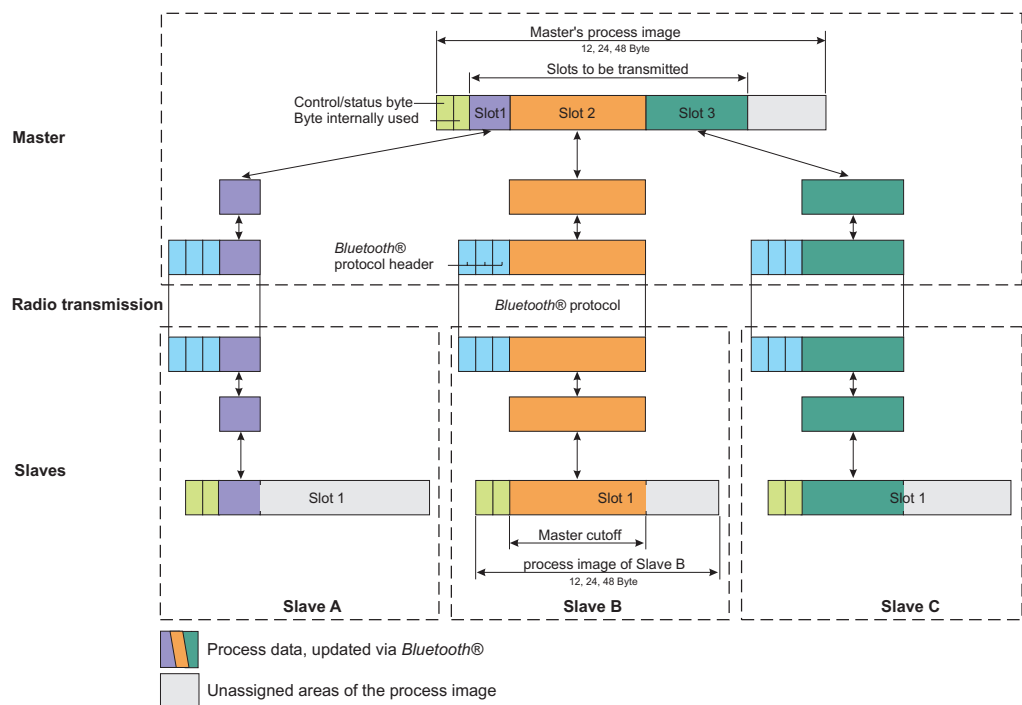 Master's process image
12, 24, 48 Byte
Slots to be transmitted
Control/status byte
Byte internally used
Slot1
Slot 2
Slot 3
Master
Bluetooth®
protocol header
Radio transmission
Bluetooth® protocol
Slaves
Slot 1
Slot 1
Slot 1
Master cutoff
process image of Slave B
12, 24, 48 Byte
Slave A
Slave B
Slave C
Process data, updated via Bluetooth®
Unassigned areas of the process image